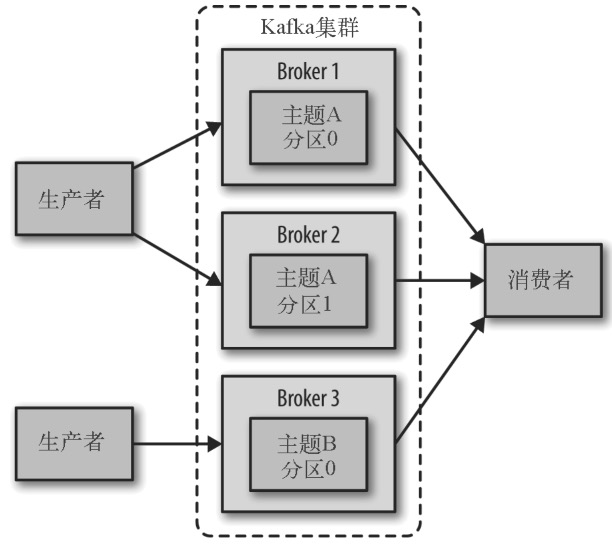 Kafka集群
Broker 1
主题A
分区0
生产者
Broker 2
主题A
分区1
消费者
Broker 3
主题B
分区0
生产者